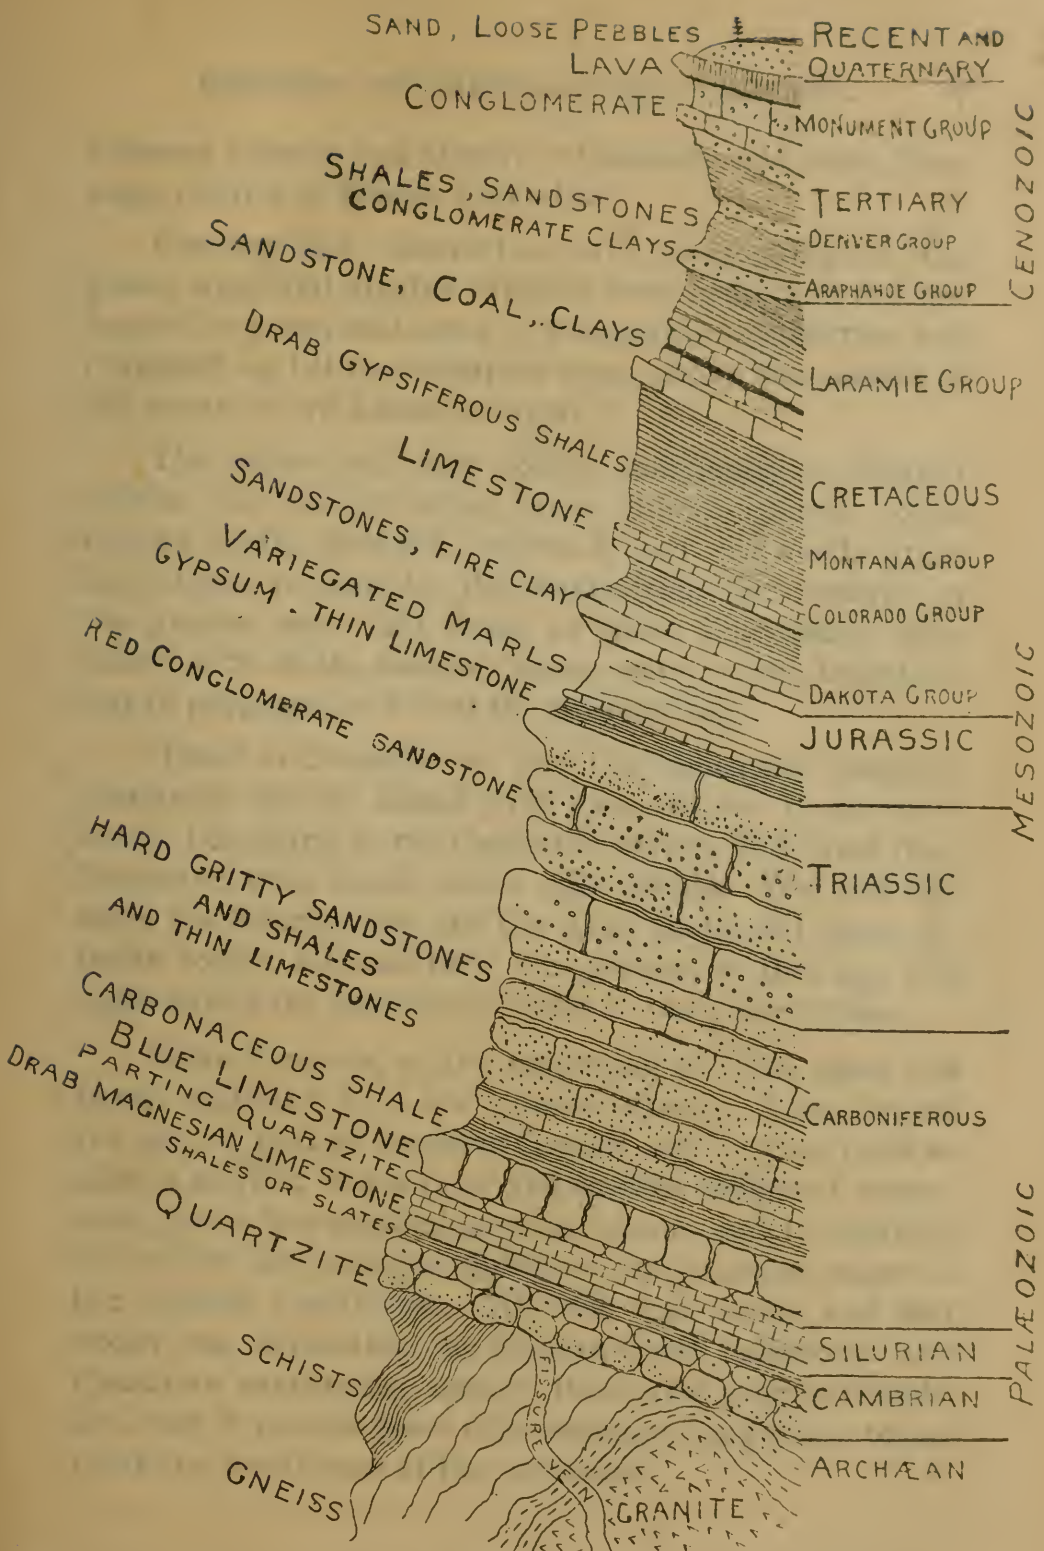 SAND, LOOSE PEBBLES
LAVA
CONGLOMERATE
SHALES, SANDSTONES
CONGLOMERATE CLAYS
SANDSTONE, COAL, CLAYS
DRAB GYPSIFEROUS SHALES
LIMESTONE
SANDSTONES, FIRE CLAY
VARIEGATED MARLS
GYPSUM - THIN LIMESTONE
RED CONGLOMERATE SANDSTONE
HARD GRITTY SANDSTONES
AND SHALES
AND THIN LIMESTONES
CARBONACEOUS SHALE
BLUE LIMESTONE
PARTING QUARTZITE
DRAB MAGNESIAN LIMESTONE
SHALES OR SLATES
QUARTZITE
SCHISTS
GNEISS
FISSURE VEIN
GRANITE
RECENT AND
QUATERNARY
MONUMENT GROUP
TERTIARY
DENVER GROUP
ARAPHAHOE GROUP
LARAMIE GROUP
CRETACEOUS
MONTANA GROUP
COLORADO GROUP
DAKOTA GROUP
JURASSIC
TRIASSIC
CARBONIFEROUS
SILURIAN
CAMBRIAN
ARCHÆAN
CENOZOIC
MESOZOIC
PALÆOZOIC